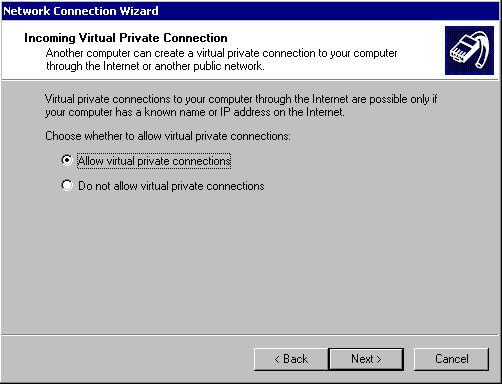 Network Connection Wizard
Incoming Virtual Private Connection
Another computer can create a virtual private connection to your computer
through the Internet or another public network.
Virtual private connections to your computer through the Internet are possible only if
your computer has a known name or IP address on the Internet.
Choose whether to allow virtual private connections:
Allow virtual private connections
Do not allow virtual private connections
< Back Next > Cancel